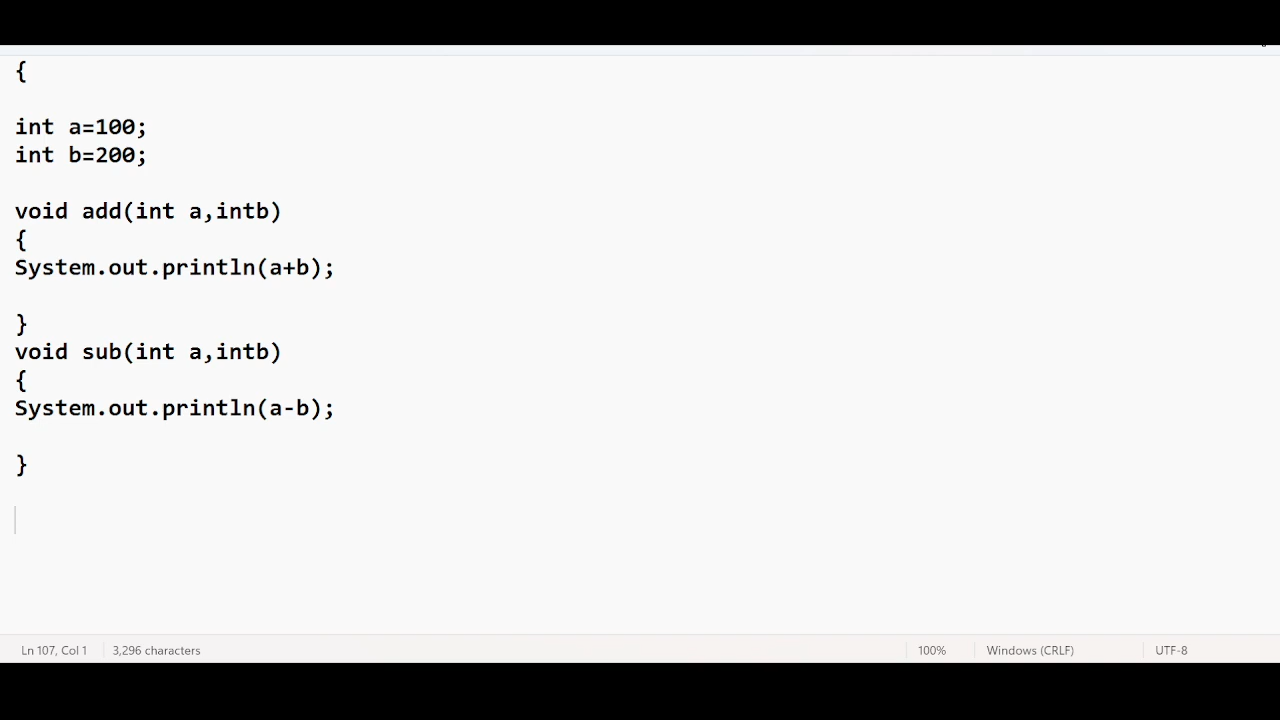 {
int a=100;
int b=200;
void add(int a,intb)
{
System.out.println(a+b);
}
void sub(int a,intb)
{
System.out.println(a-b);
}
Ln 107, Col 1 3,296 characters 100% Windows (CRLF) UTF-8